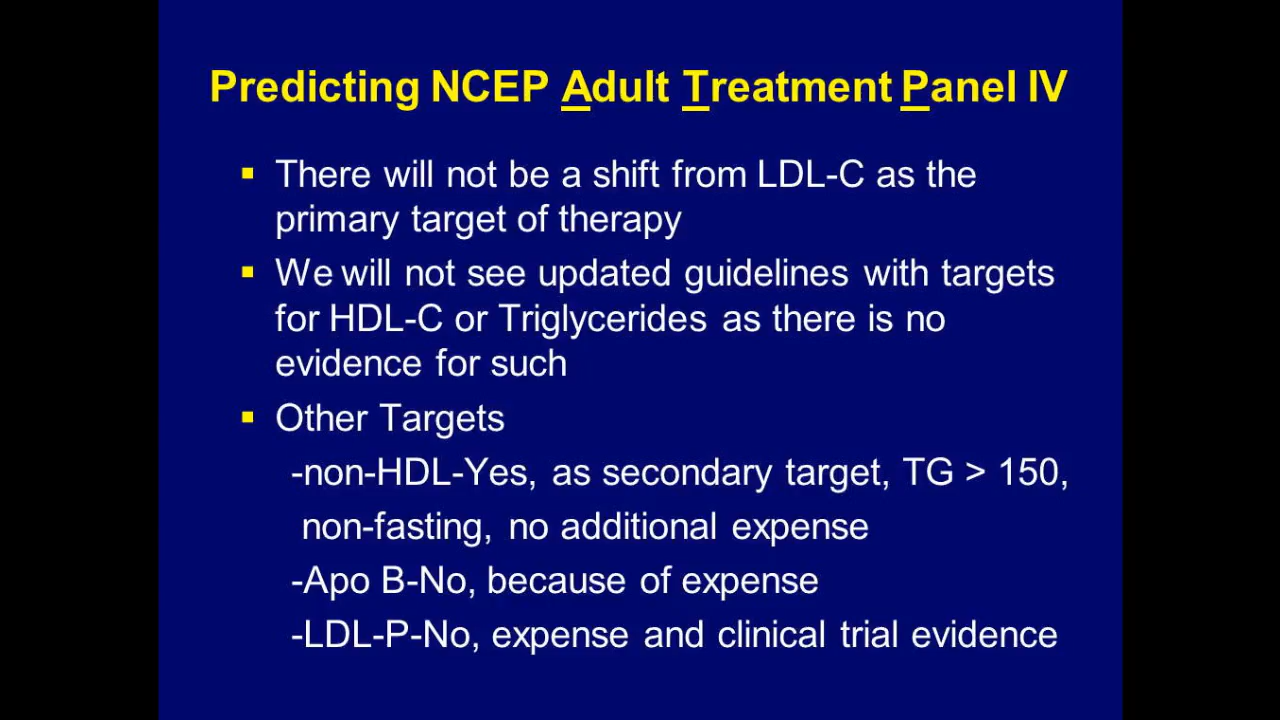 Predicting NCEP Adult Treatment Panel IV
▪ There will not be a shift from LDL-C as the
primary target of therapy
▪ We will not see updated guidelines with targets
for HDL-C or Triglycerides as there is no
evidence for such
▪ Other Targets
-non-HDL-Yes, as secondary target, TG > 150,
non-fasting, no additional expense
-Apo B-No, because of expense
-LDL-P-No, expense and clinical trial evidence